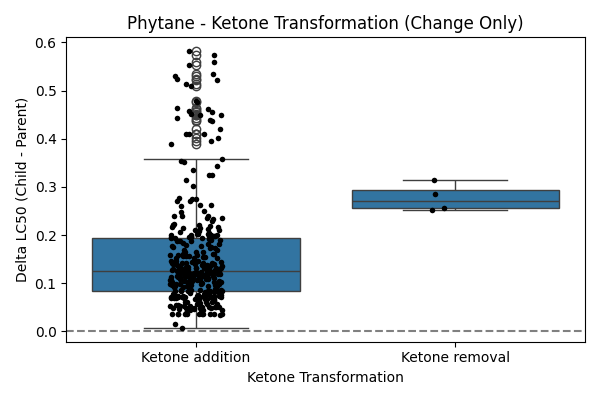 Phytane - Ketone Transformation (Change Only)
Delta LC50 (Child - Parent)
0.6
0.5
0.4
0.3
0.2
0.1
0.0
Ketone addition
Ketone removal
Ketone Transformation